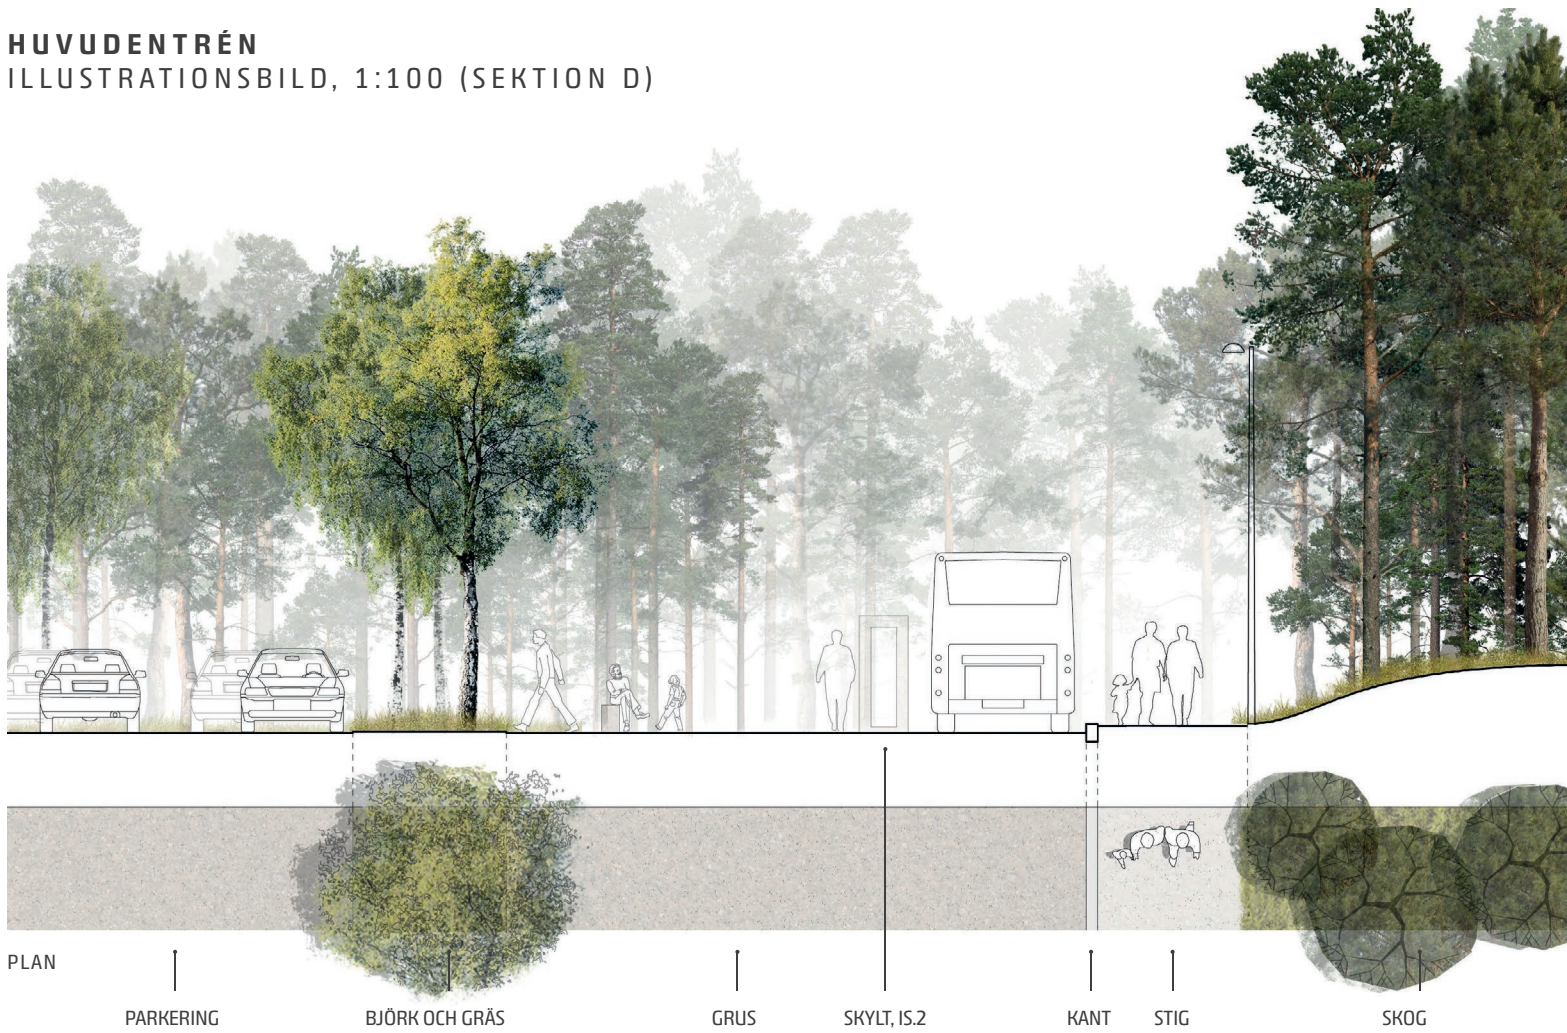 HUVUDENTRÉN
ILLUSTRATIONSBILD, 1:100 (SEKTION D)
PLAN
PARKERING
BJÖRK OCH GRÄS
GRUS
SKYLT, IS.2
KANT
STIG
SKOG